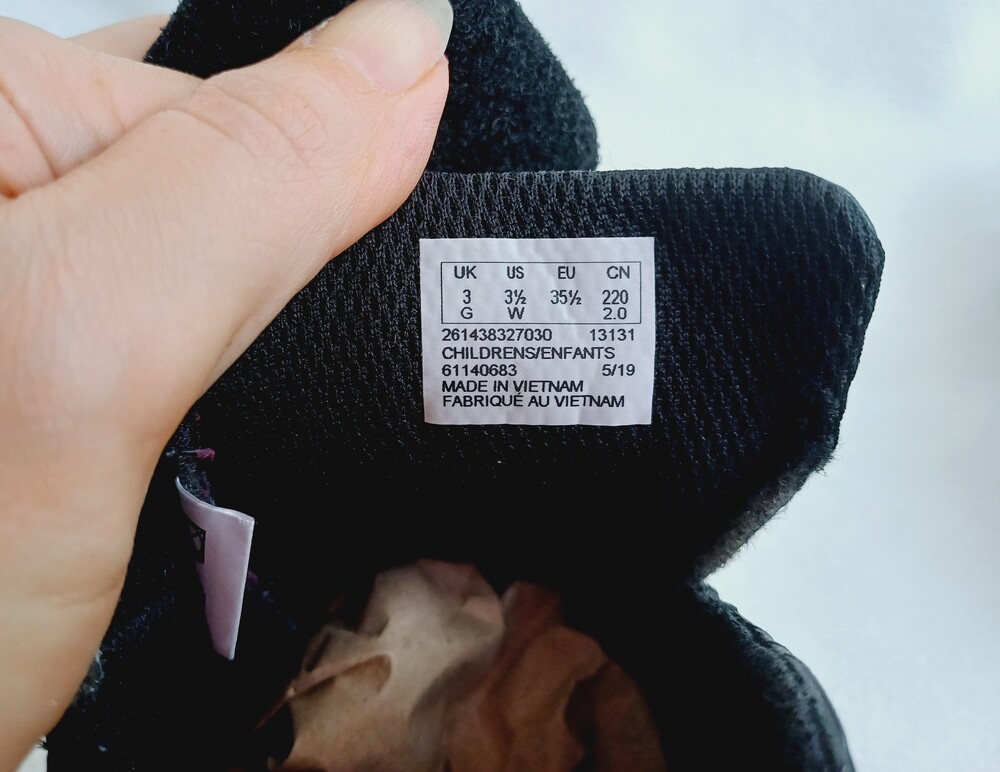 UK US EU CN
3 3½ 35½ 220
G W 2.0
261438327030 13131
CHILDRENS/ENFANTS
61140683 5/19
MADE IN VIETNAM
FABRIQUÉ AU VIETNAM